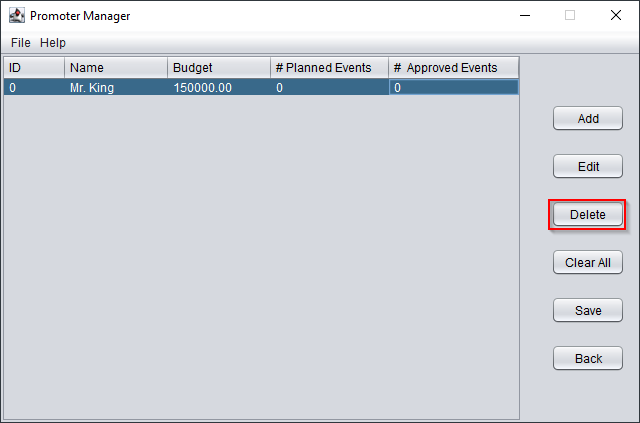 Promoter Manager
File Help
ID Name Budget # Planned Events # Approved Events
0 Mr. King 150000.00 0 0
Add
Edit
Delete
Clear All
Save
Back